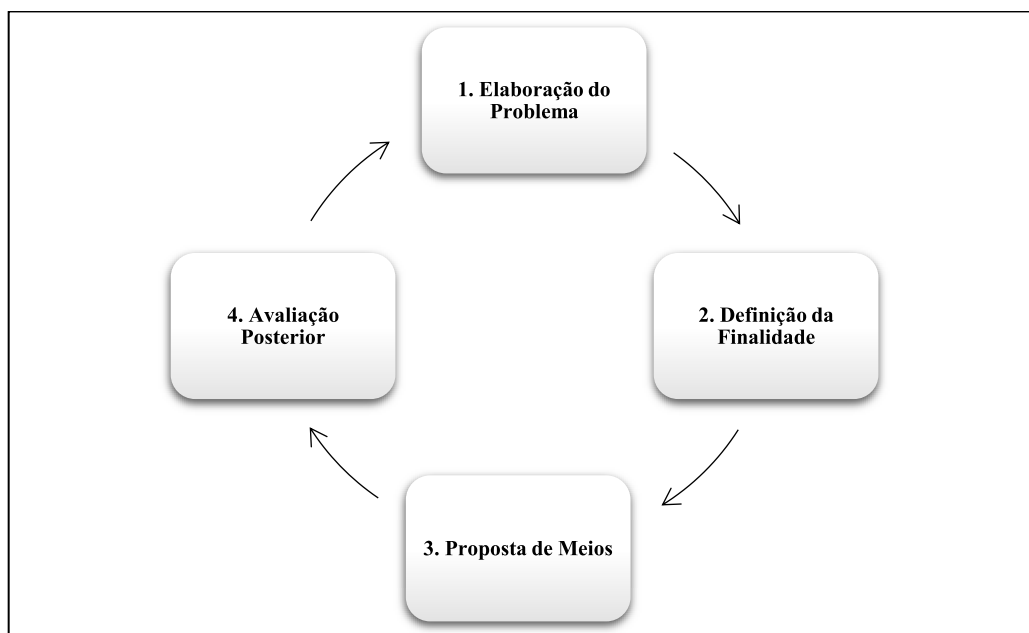 1. Elaboração do
Problema
2. Definição da
Finalidade
3. Proposta de Meios
4. Avaliação
Posterior